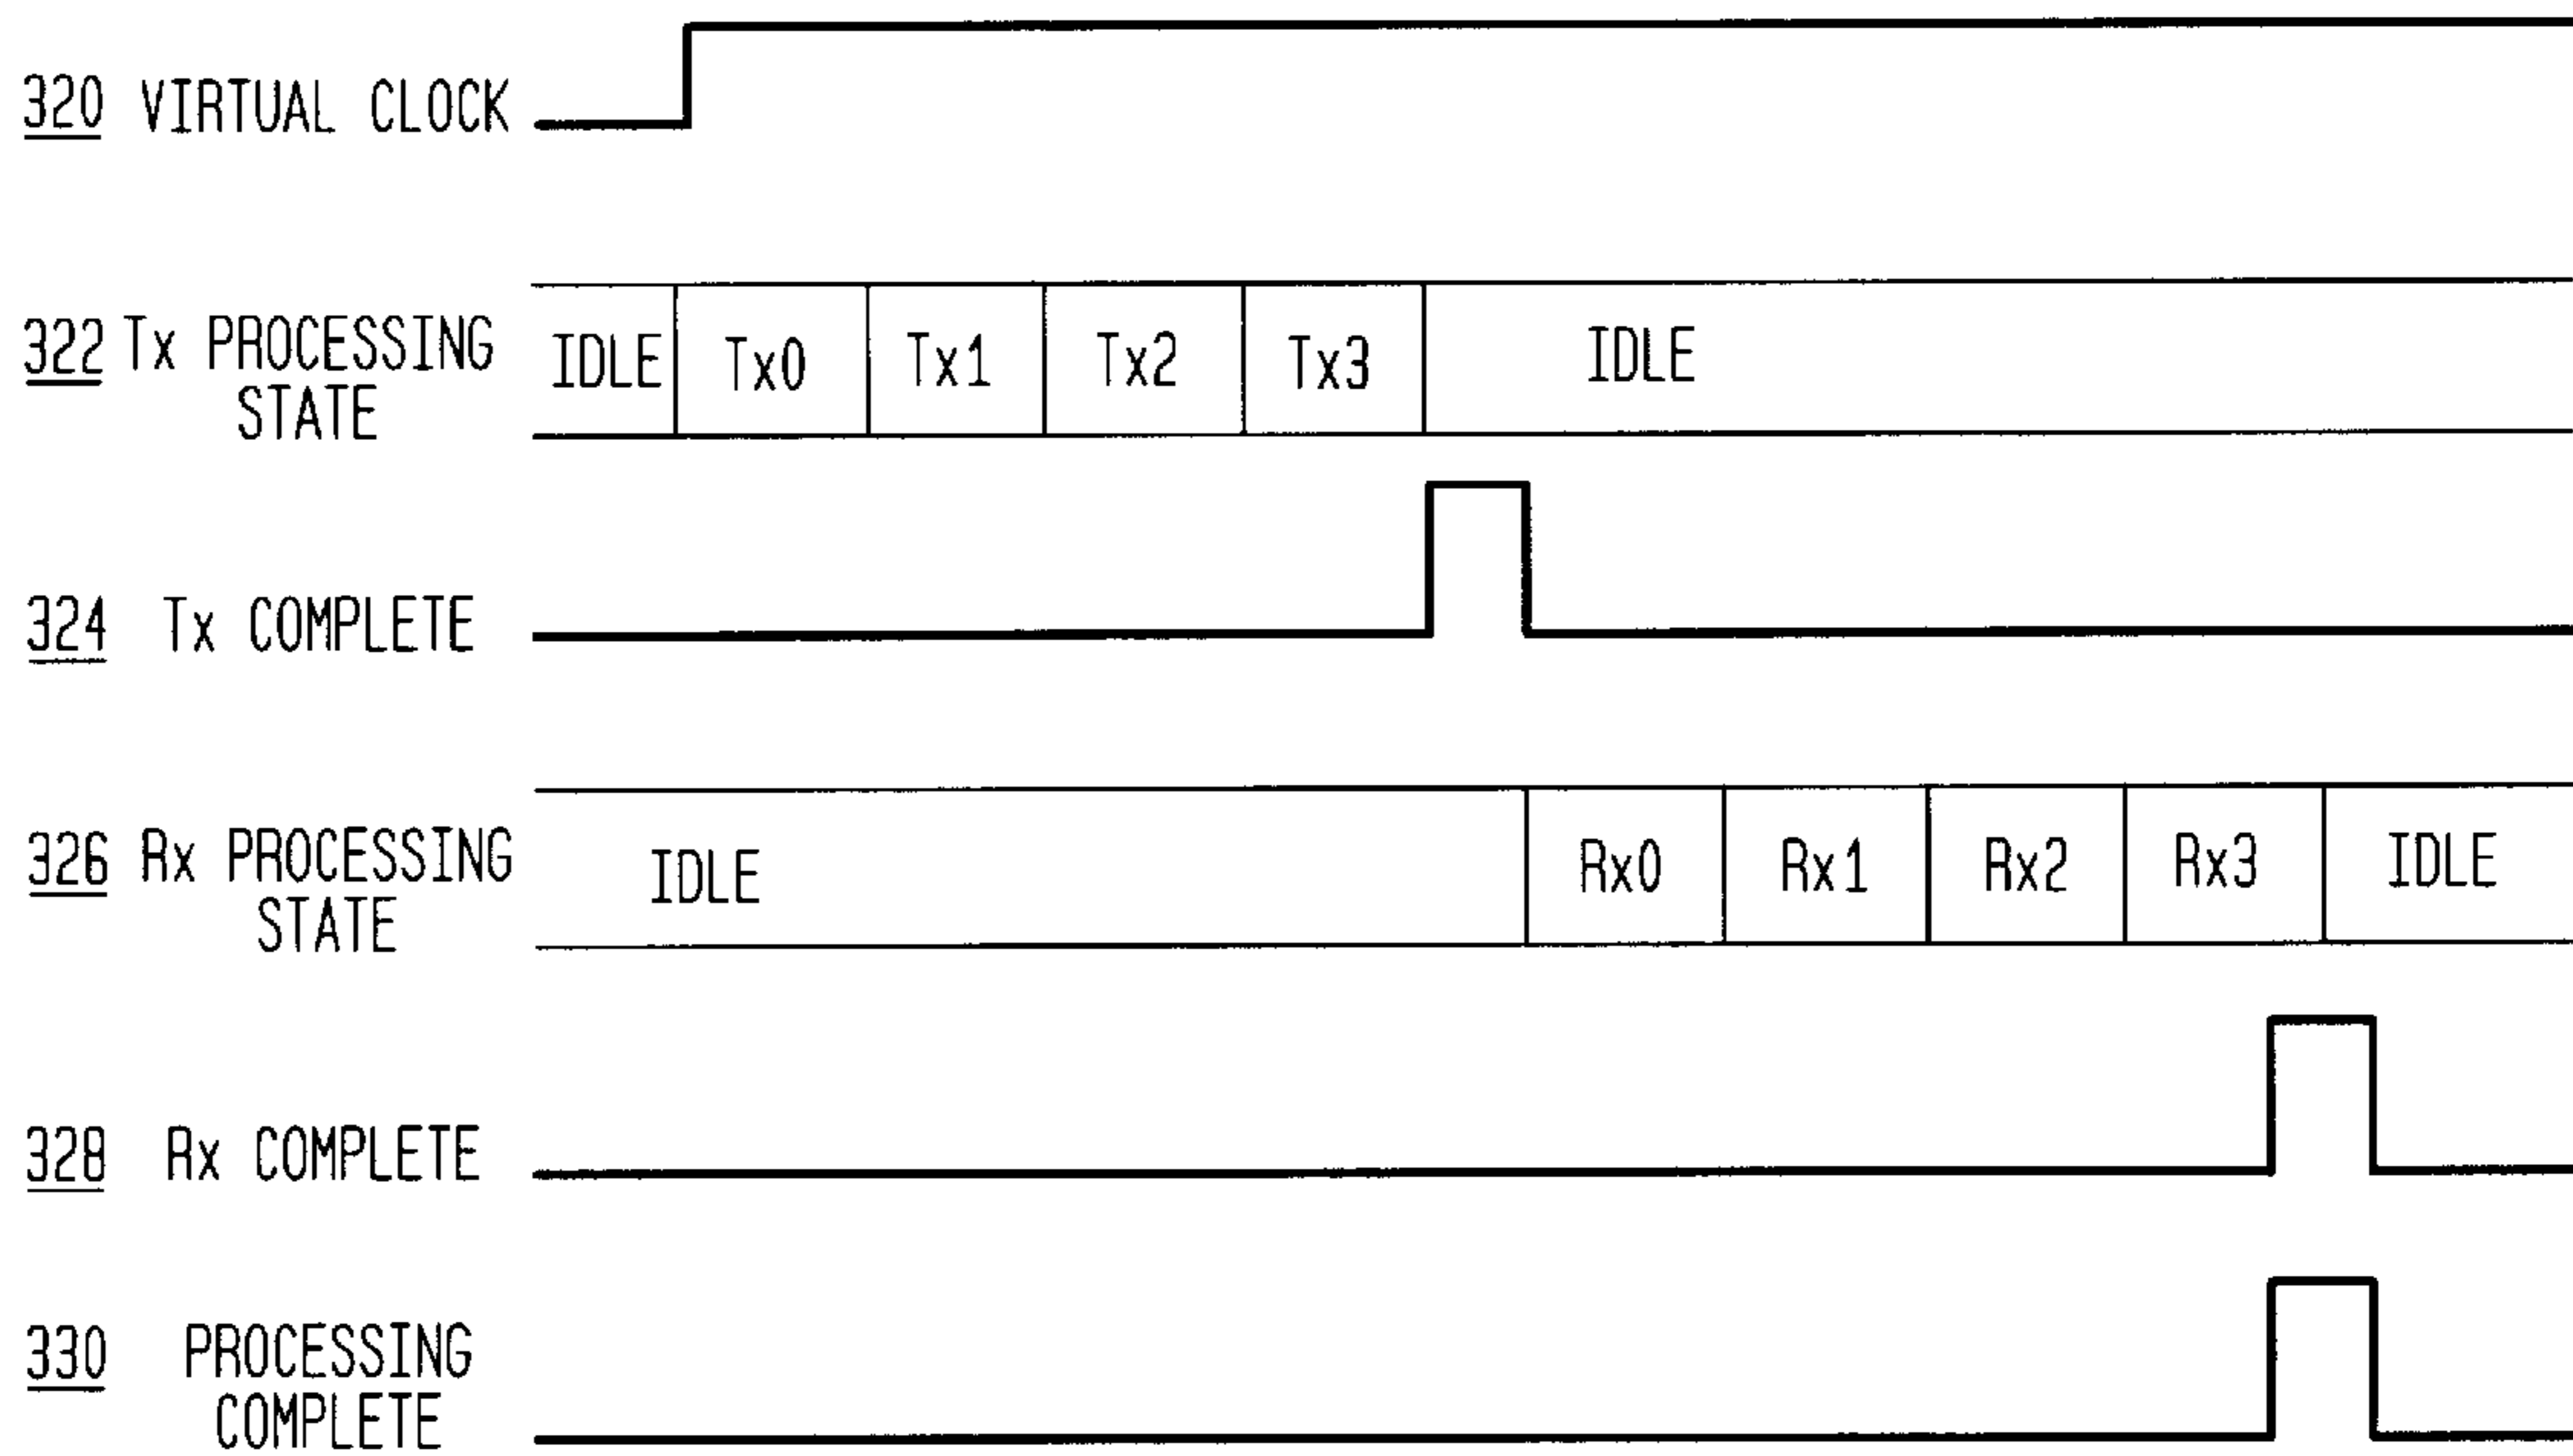 320 VIRTUAL CLOCK
322 Tx PROCESSING
STATE
IDLE Tx0 Tx1 Tx2 Tx3 IDLE
324 Tx COMPLETE
326 Rx PROCESSING
STATE
IDLE Rx0 Rx1 Rx2 Rx3 IDLE
328 Rx COMPLETE
330 PROCESSING
COMPLETE